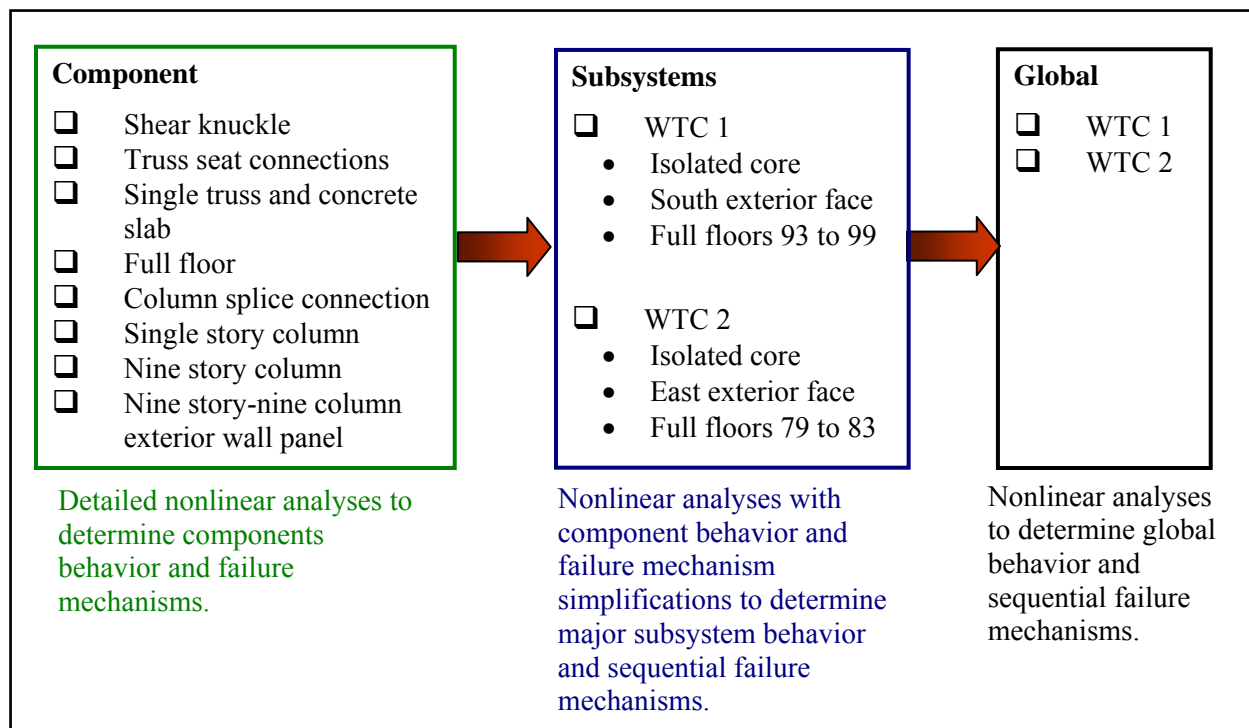 Component
❑ Shear knuckle
❑ Truss seat connections
❑ Single truss and concrete
slab
❑ Full floor
❑ Column splice connection
❑ Single story column
❑ Nine story column
❑ Nine story-nine column
exterior wall panel
Detailed nonlinear analyses to
determine components
behavior and failure
mechanisms.
Subsystems
❑ WTC 1
• Isolated core
• South exterior face
• Full floors 93 to 99
❑ WTC 2
• Isolated core
• East exterior face
• Full floors 79 to 83
Nonlinear analyses with
component behavior and
failure mechanism
simplifications to determine
major subsystem behavior
and sequential failure
mechanisms.
Global
❑ WTC 1
❑ WTC 2
Nonlinear analyses
to determine global
behavior and
sequential failure
mechanisms.